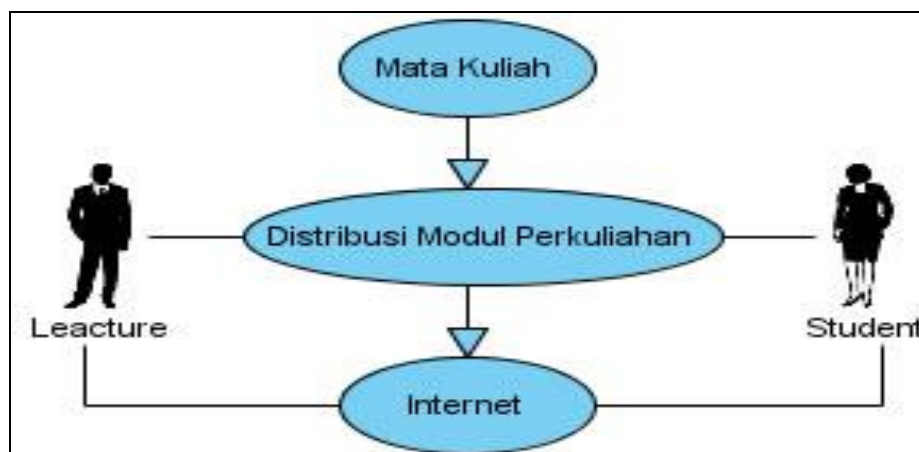 Mata Kuliah
Distribusi Modul Perkuliahan
Leacture
Student
Internet